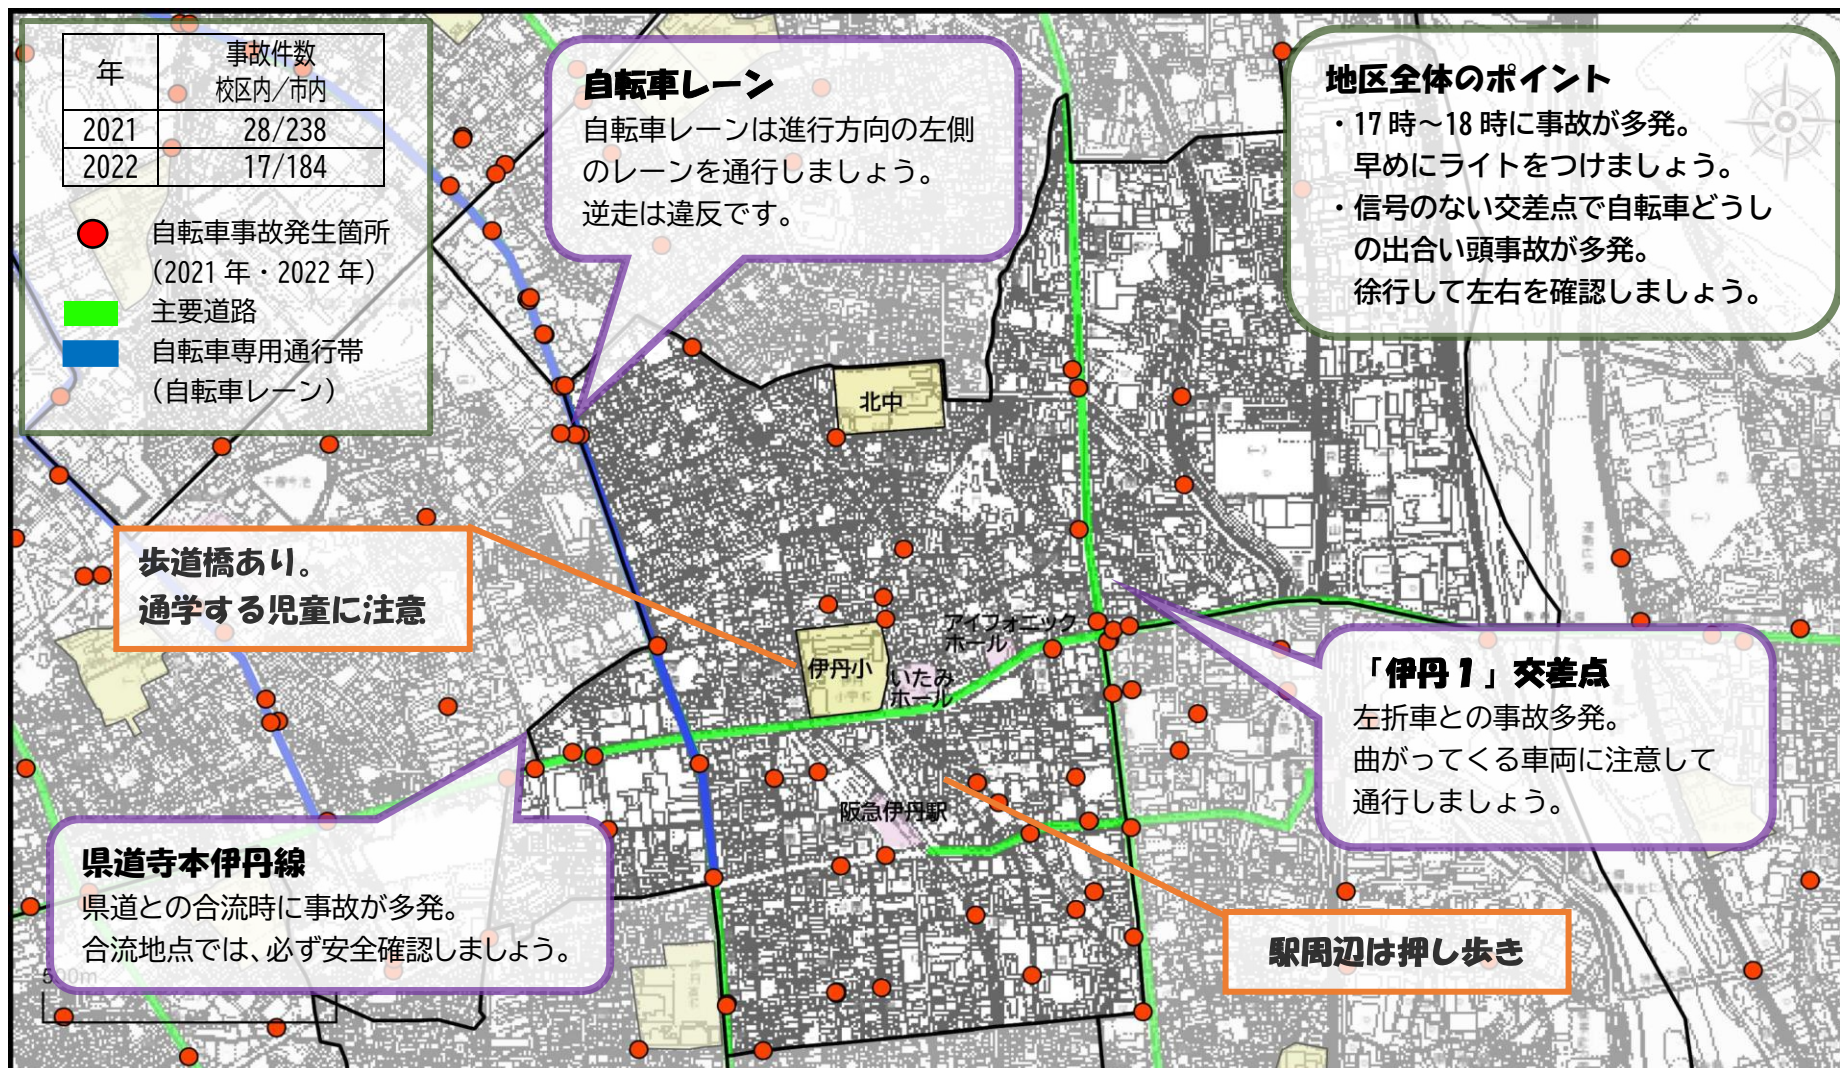 年 事故件数
校区内/市内
2021 28/238
2022 17/184
自転車事故発生箇所
(2021年・2022年)
主要道路
自転車専用通行帯
(自転車レーン)
自転車レーン
自転車レーンは進行方向の左側
のレーンを通行しましょう。
逆走は違反です。
地区全体のポイント
・17時～18時に事故が多発。
早めにライトをつけましょう。
・信号のない交差点で自転車どうし
の出合い頭事故が多発。
徐行して左右を確認しましょう。
北中
歩道橋あり。
通学する児童に注意
アイフォニック
ホール
伊丹小
いたみ
ホール
「伊丹1」交差点
左折車との事故多発。
曲がってくる車両に注意して
通行しましょう。
阪急伊丹駅
県道寺本伊丹線
県道との合流時に事故が多発。
合流地点では、必ず安全確認しましょう。
駅周辺は押し歩き
500m